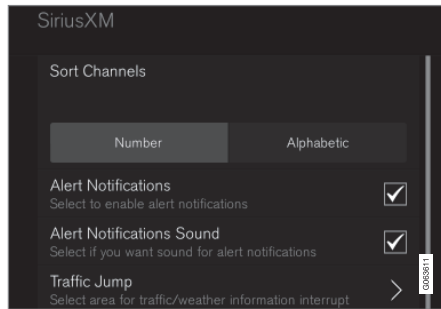 SiriusXM
Sort Channels
Number
Alphabetic
Alert Notifications
Select to enable alert notifications
Alert Notifications Sound
Select if you want sound for alert notifications
Traffic Jump
Select area for traffic/weather information interrupt
G063611